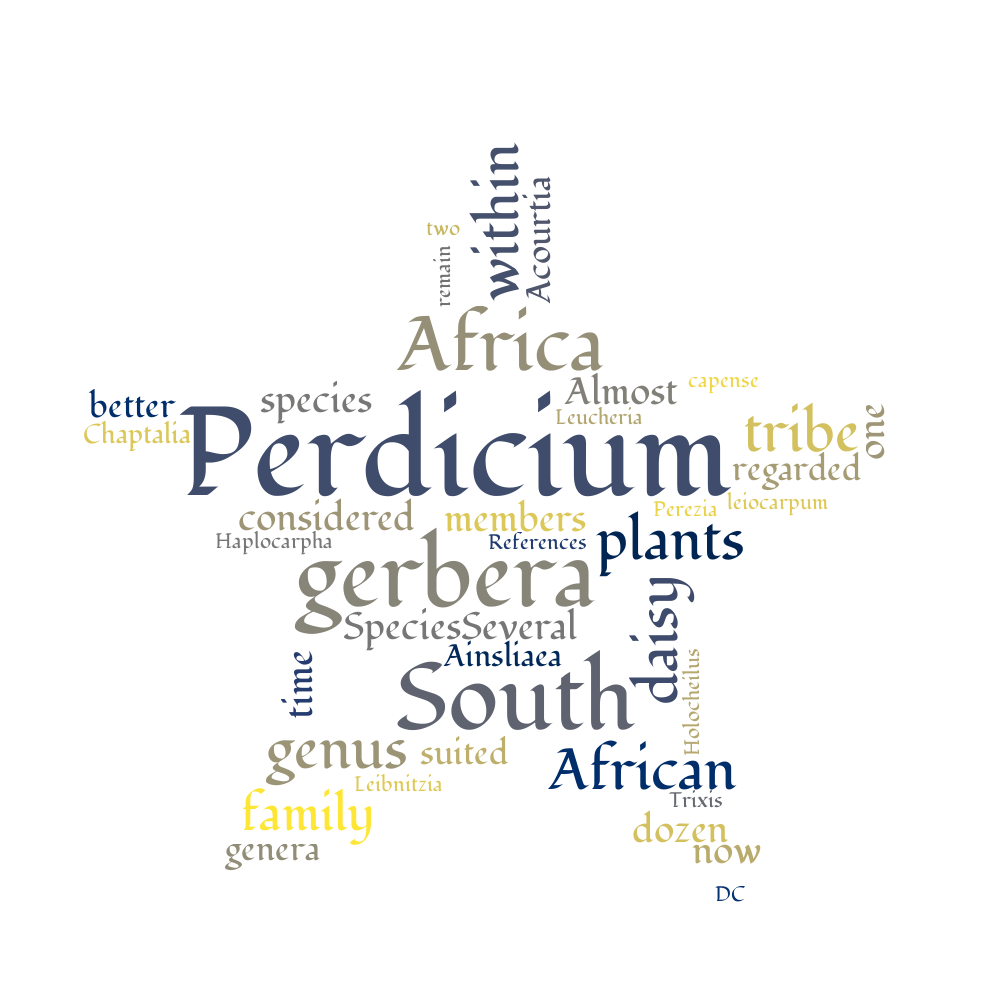 within
Acourtia
two
remain
Africa
capense
Almost
species
better
Leucheria
Chaptalia
Perdicium
tribe
one
regarded
Perezia
leiocarpum
considered
members
Haplocarpha
References
plants
gerbera
daisy
SpeciesSeveral
Ainsliaea
time
South
Holocheilus
genus
suited
African
Leibnitzia
Trixis
family
dozen
genera
now
DC